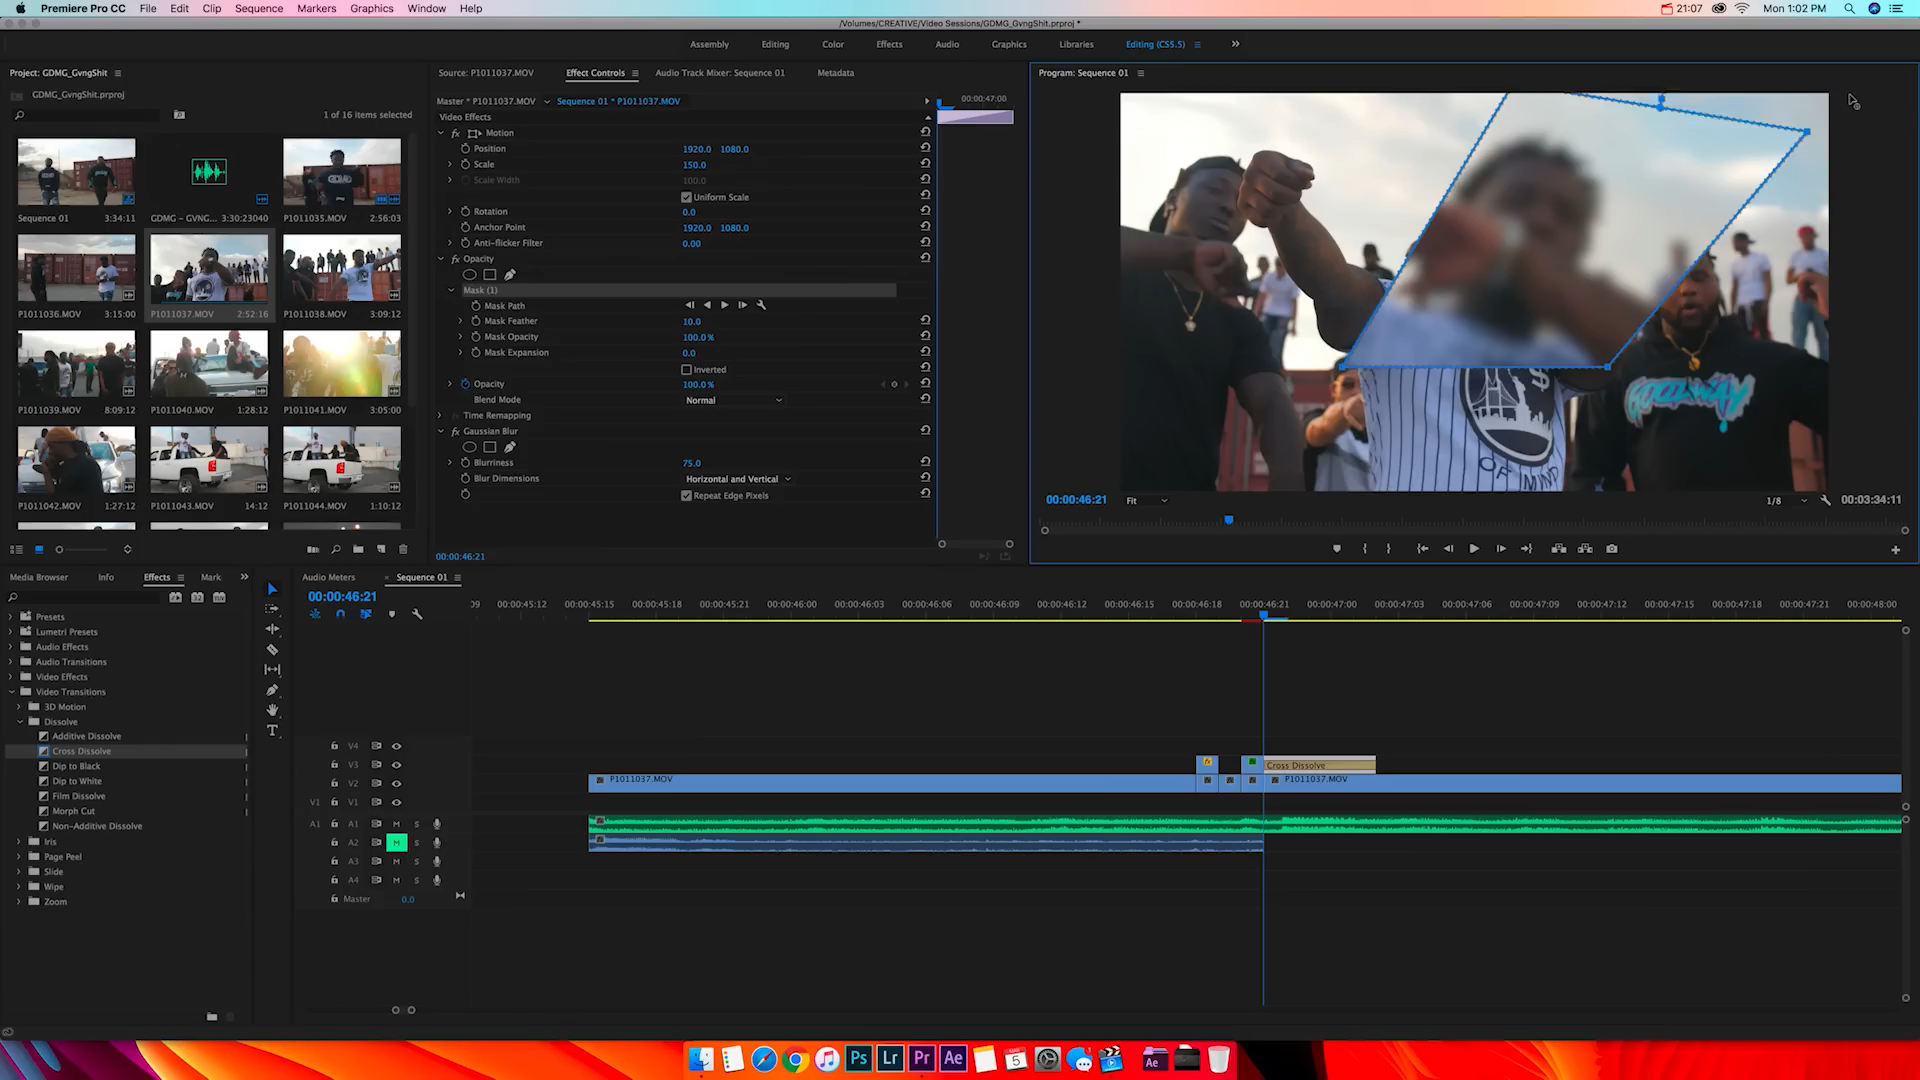 Premiere Pro CC File Edit Clip Sequence Markers Graphics Window Help
21:07 Mon 1:02 PM
/Volumes/CREATIVE/Video Sessions/GDMG_GvngShit.prproj *
Assembly Editing Color Effects Audio Graphics Libraries Editing (CS5.5)
Project: GDMG_GvngShit
GDMG_GvngShit.prproj
1 of 16 items selected
Sequence 01 3:34:11
GDMG - GVNG... 3:30:23040
P1011035.MOV 2:56:03
P1011036.MOV 3:15:00
P1011037.MOV 2:52:16
P1011038.MOV 3:09:12
P1011039.MOV 8:09:12
P1011040.MOV 1:28:12
P1011041.MOV 3:05:00
P1011042.MOV 1:27:12
P1011043.MOV 14:12
P1011044.MOV 1:10:12
Source: P1011037.MOV Effect Controls Audio Track Mixer: Sequence 01 Metadata
Master * P1011037.MOV Sequence 01 * P1011037.MOV
00:00:47:00
Video Effects
fx Motion
Position 1920.0 1080.0
Scale 150.0
Scale Width 100.0
Uniform Scale
Rotation 0.0
Anchor Point 1920.0 1080.0
Anti-flicker Filter 0.00
fx Opacity
Mask (1)
Mask Path
Mask Feather 10.0
Mask Opacity 100.0 %
Mask Expansion 0.0
Inverted
Opacity 100.0 %
Blend Mode Normal
fx Time Remapping
fx Gaussian Blur
Blurriness 75.0
Blur Dimensions Horizontal and Vertical
Repeat Edge Pixels
00:00:46:21
Program: Sequence 01
GOOLWAY
$
OF MIND
00:00:46:21 Fit 1/8 00:03:34:11
Media Browser Info Effects Mark
Presets
Lumetri Presets
Audio Effects
Audio Transitions
Video Effects
Video Transitions
3D Motion
Dissolve
Additive Dissolve
Cross Dissolve
Dip to Black
Dip to White
Film Dissolve
Morph Cut
Non-Additive Dissolve
Iris
Page Peel
Slide
Wipe
Zoom
Audio Meters × Sequence 01
00:00:46:21
:09 00:00:45:12 00:00:45:15 00:00:45:18 00:00:45:21 00:00:46:00 00:00:46:03 00:00:46:06 00:00:46:09 00:00:46:12 00:00:46:15 00:00:46:18 00:00:46:21 00:00:47:00 00:00:47:03 00:00:47:06 00:00:47:09 00:00:47:12 00:00:47:15 00:00:47:18 00:00:47:21 00:00:48:00
V4
V3 Cross Dissolve
V2 P1011037.MOV P1011037.MOV
V1 V1
A1 A1 M S
A2 M S
A3 M S
A4 M S
Master 0.0
T
Ps Lr Pr Ae 5 Ae